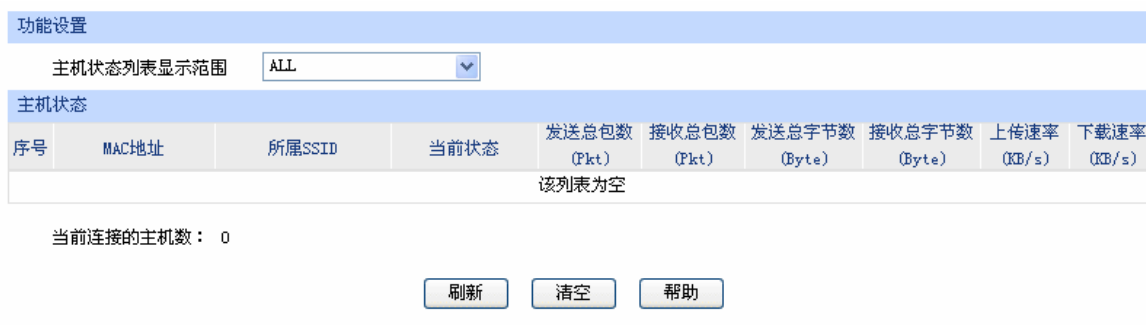 功能设置
主机状态列表显示范围 ALL
主机状态
序号 MAC地址 所属SSID 当前状态 发送总包数(Pkt) 接收总包数(Pkt) 发送总字节数(Byte) 接收总字节数(Byte) 上传速率(KB/s) 下载速率(KB/s)
该列表为空
当前连接的主机数： 0
刷新 清空 帮助